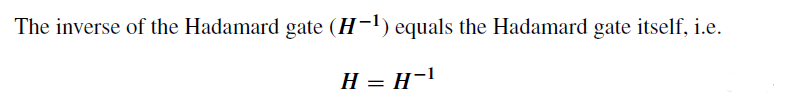 The inverse of the Hadamard gate (H⁻¹) equals the Hadamard gate itself, i.e.
H = H⁻¹